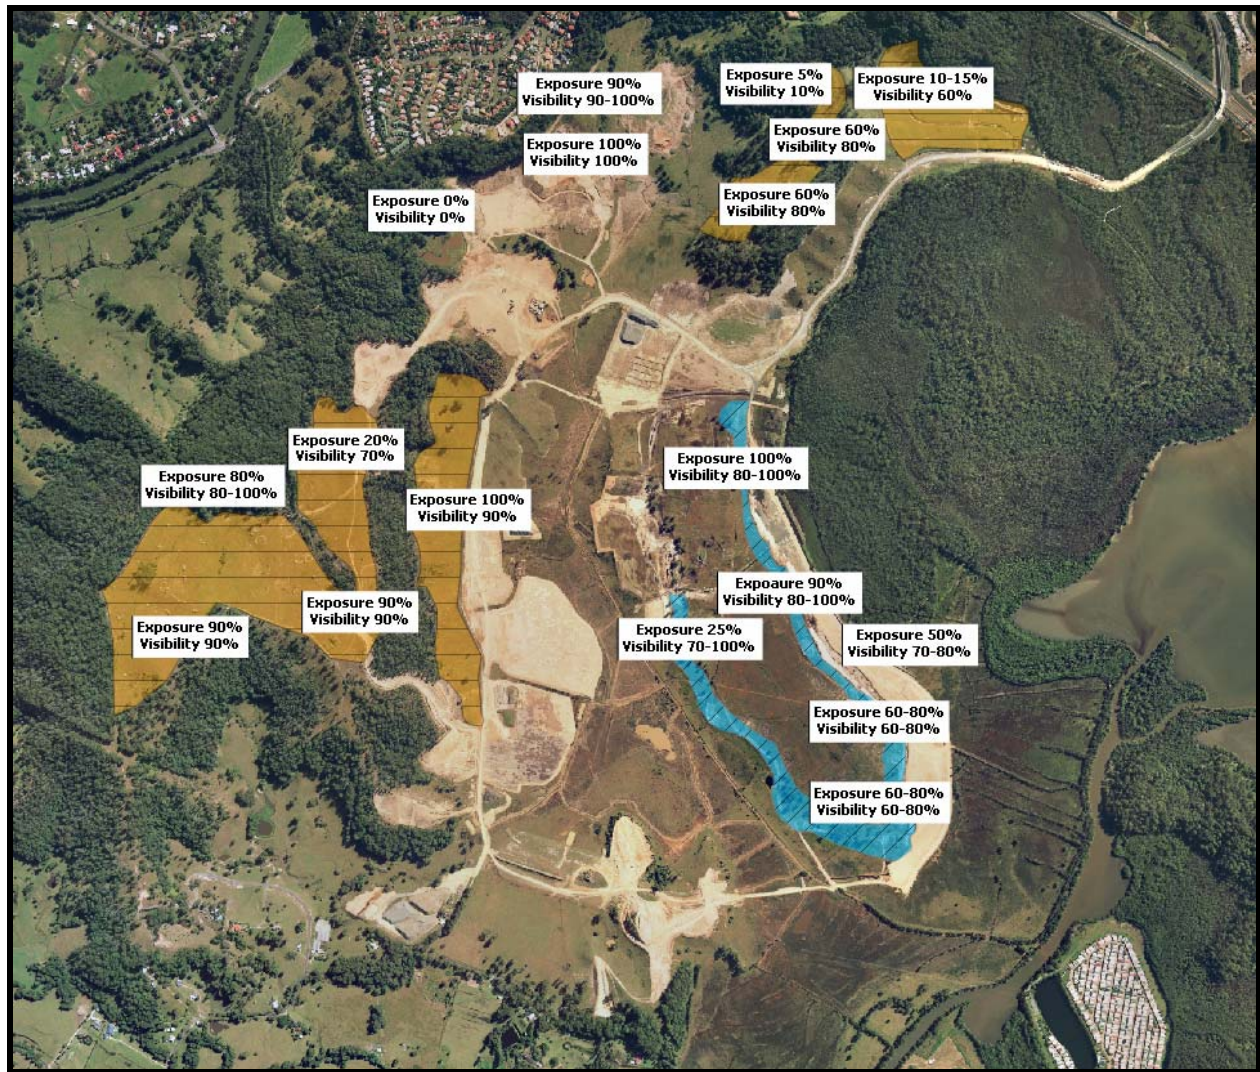 Exposure 90%
Visibility 90-100%
Exposure 5%
Visibility 10%
Exposure 10-15%
Visibility 60%
Exposure 100%
Visibility 100%
Exposure 60%
Visibility 80%
Exposure 0%
Visibility 0%
Exposure 60%
Visibility 80%
Exposure 20%
Visibility 70%
Exposure 80%
Visibility 80-100%
Exposure 100%
Visibility 80-100%
Exposure 100%
Visibility 90%
Expoaure 90%
Visibility 80-100%
Exposure 90%
Visibility 90%
Exposure 90%
Visibility 90%
Exposure 25%
Visibility 70-100%
Exposure 50%
Visibility 70-80%
Exposure 60-80%
Visibility 60-80%
Exposure 60-80%
Visibility 60-80%